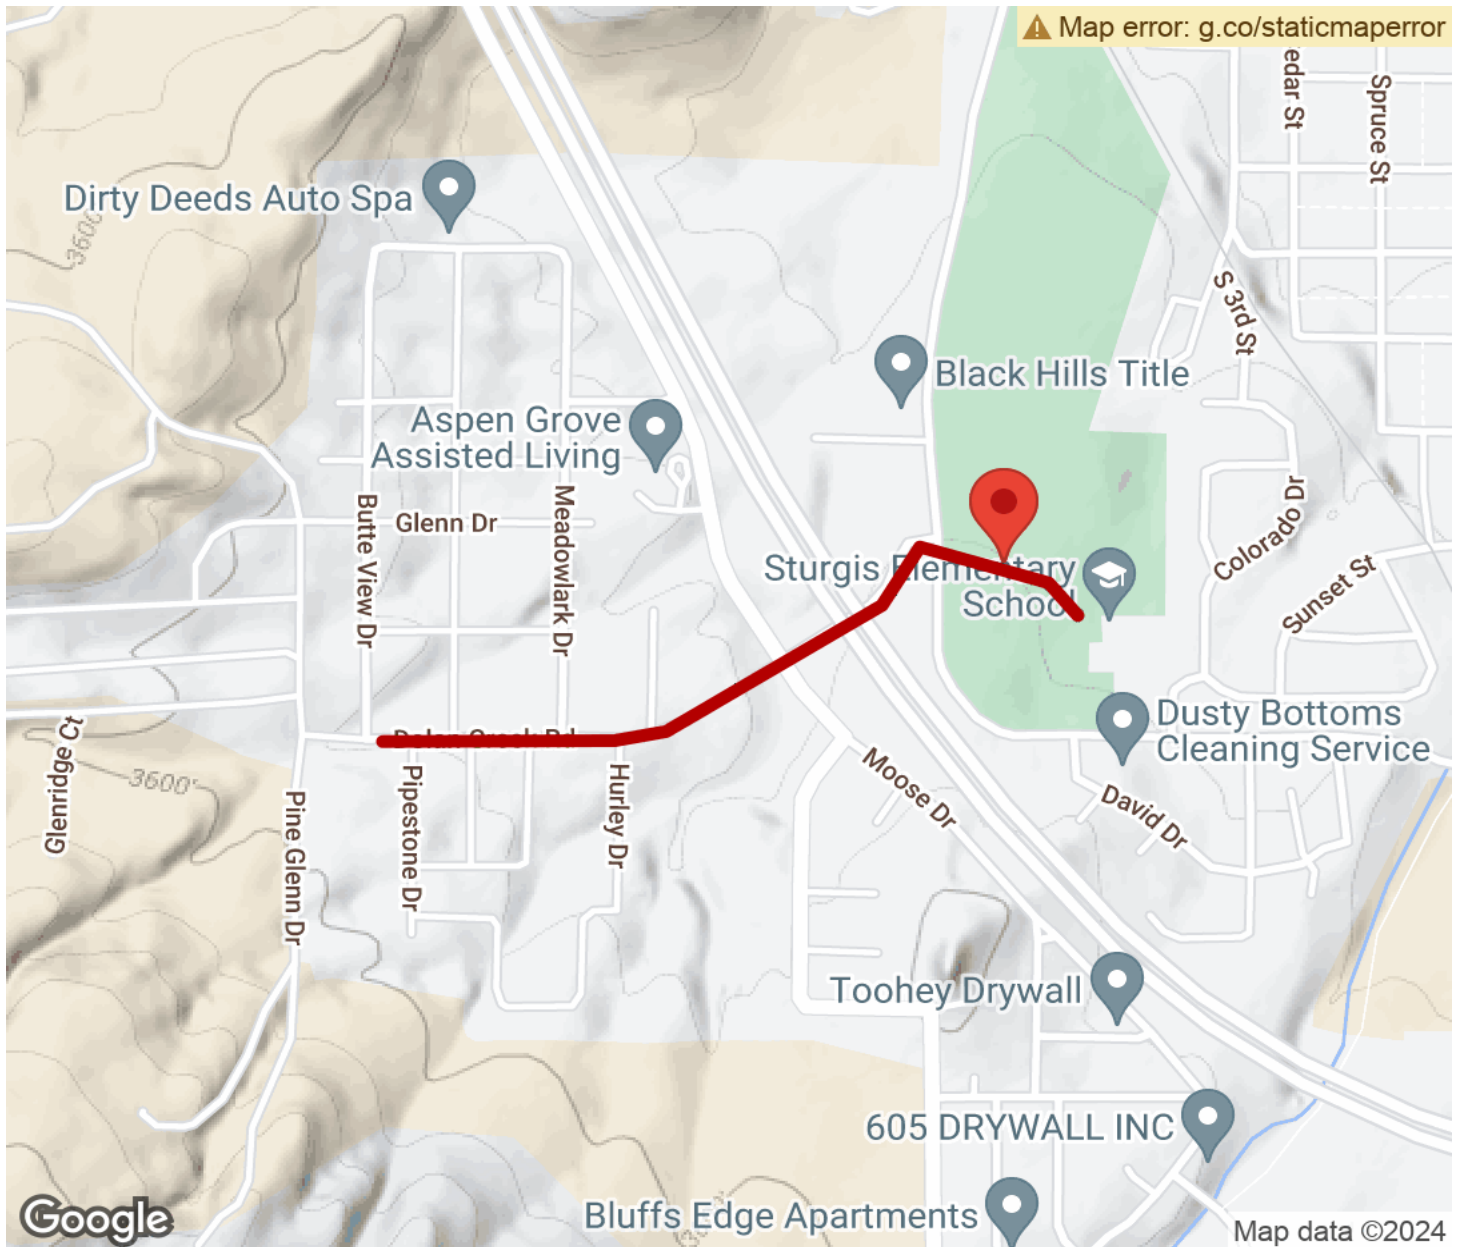 Map error: g.co/staticmaperror
Spruce St
Dirty Deeds Auto Spa
3600'
S 3rd St
Black Hills Title
Aspen Grove
Assisted Living
Butte View Dr
Glenn Dr
Meadowlark Dr
Colorado Dr
Sturgis Elementary
School
Sunset St
Dusty Bottoms
Cleaning Service
Glenridge Ct
3600'
Pine Glenn Dr
Pipestone Dr
Hurley Dr
Moose Dr
David Dr
Toohey Drywall
605 DRYWALL INC
Bluffs Edge Apartments
Google
Map data ©2024